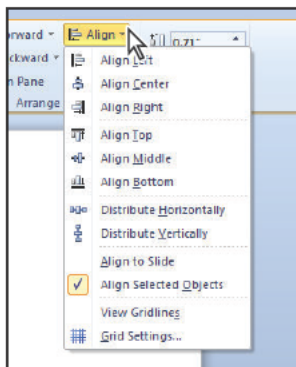 rward
Align
0.71"
ckward
n Pane
Arrange
Align Left
Align Center
Align Right
Align Top
Align Middle
Align Bottom
Distribute Horizontally
Distribute Vertically
Align to Slide
Align Selected Objects
View Gridlines
Grid Settings...